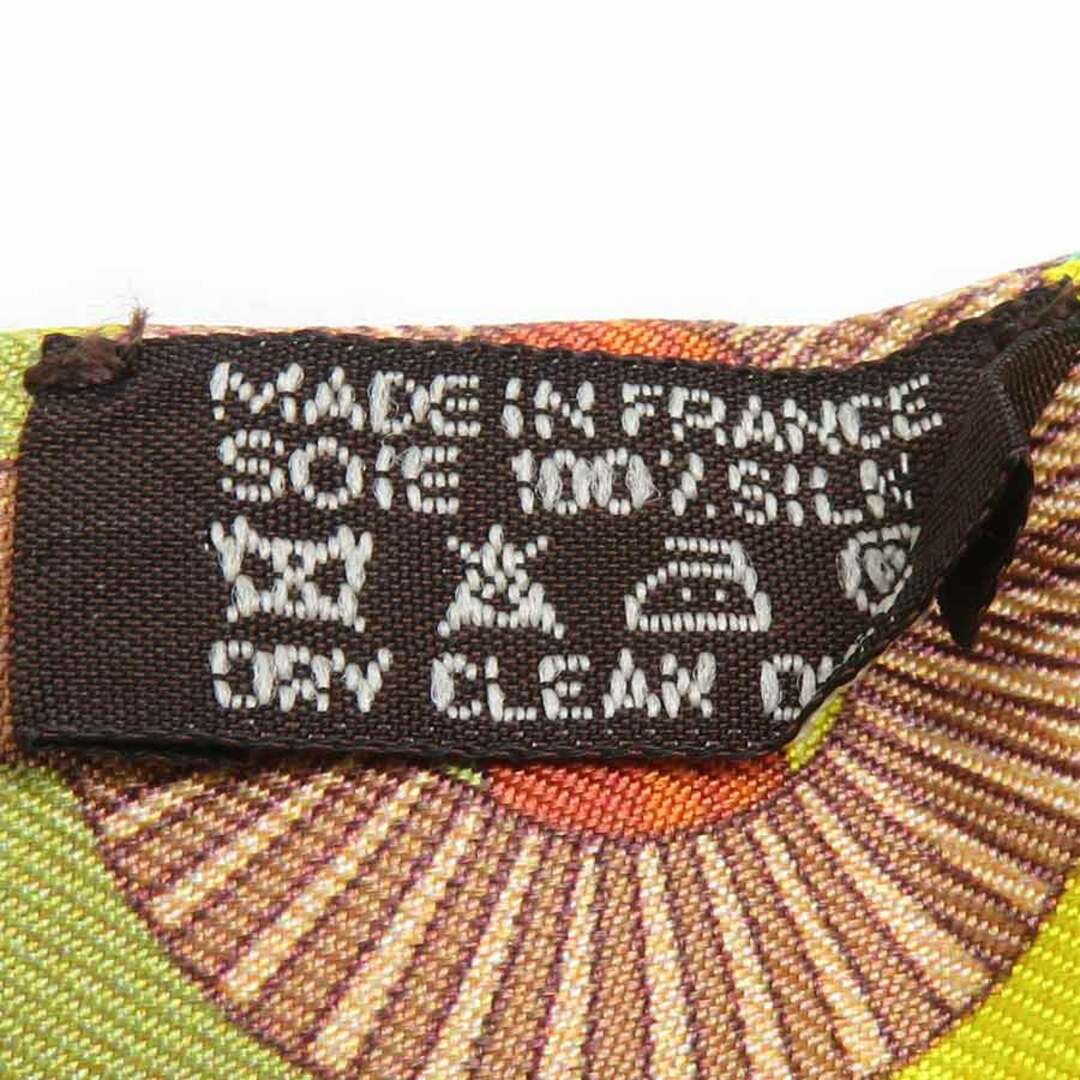 MADE IN FRANCE
SOIE 100% SILK
DRY CLEAN